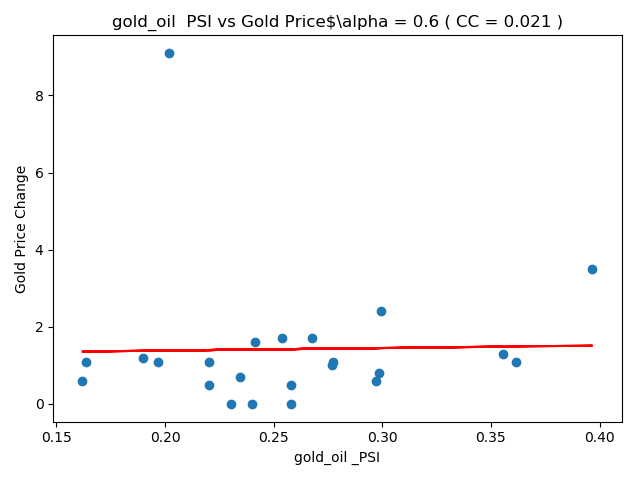 gold_oil  PSI vs Gold Price$\alpha = 0.6 ( CC = 0.021 )
8
6
4
2
0
Gold Price Change
0.15 0.20 0.25 0.30 0.35 0.40
gold_oil _PSI